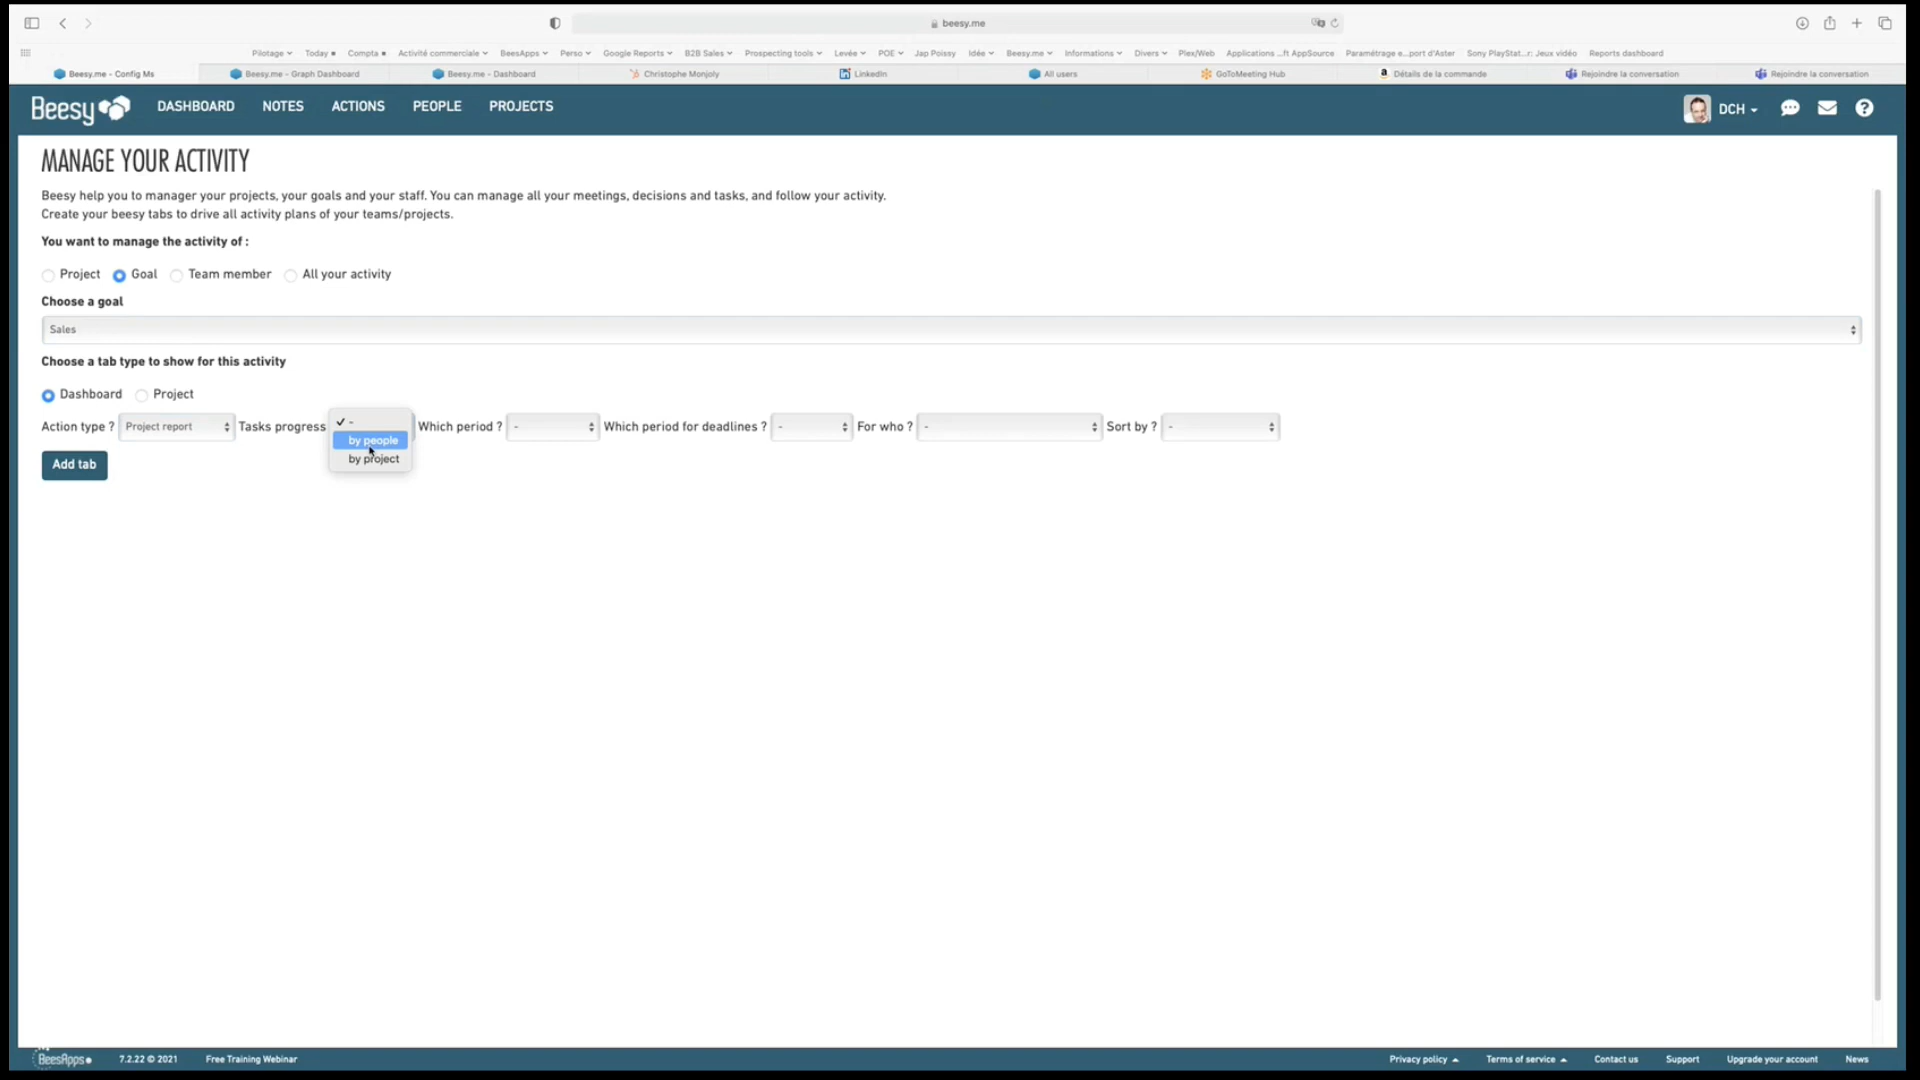 beesy.me
Pilotage Today Compta Activité commerciale BeesApps Perso Google Reports B2B Sales Prospecting tools Levée POE Jap Poissy Idée Beesy.me Informations Divers Plex/Web Applications ...ft AppSource Paramétrage e...port d'Aster Sony PlayStat...r: Jeux vidéo Reports dashboard
Beesy.me - Config Ms Beesy.me - Graph Dashboard Beesy.me - Dashboard Christophe Monjoly LinkedIn All users GoToMeeting Hub Détails de la commande Rejoindre la conversation Rejoindre la conversation
Beesy DASHBOARD NOTES ACTIONS PEOPLE PROJECTS DCH
MANAGE YOUR ACTIVITY
Beesy help you to manager your projects, your goals and your staff. You can manage all your meetings, decisions and tasks, and follow your activity.
Create your beesy tabs to drive all activity plans of your teams/projects.
You want to manage the activity of :
Project Goal Team member All your activity
Choose a goal
Sales
Choose a tab type to show for this activity
Dashboard Project
Action type ? Project report Tasks progress ✓ - Which period ? - Which period for deadlines ? - For who ? - Sort by ? -
by people
by project
Add tab
BeesApps 7.2.22 © 2021 Free Training Webinar Privacy policy Terms of service Contact us Support Upgrade your account News